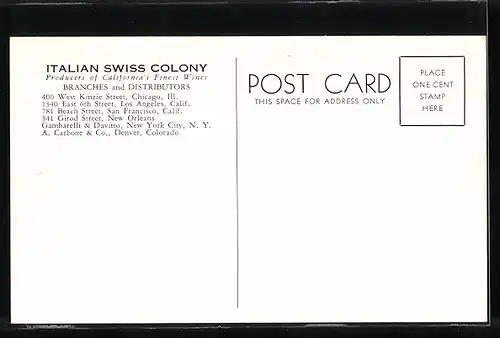 ITALIAN SWISS COLONY
Producers of California's Finest Wines
BRANCHES and DISTRIBUTORS
400 West Kinzie Street, Chicago, Ill.
1340 East 6th Street, Los Angeles, Calif.
781 Beach Street, San Francisco, Calif.
341 Girod Street, New Orleans
Gambarelli & Davitto, New York City, N. Y.
A. Carbone & Co., Denver, Colorado
POST CARD
THIS SPACE FOR ADDRESS ONLY
PLACE
ONE CENT
STAMP
HERE